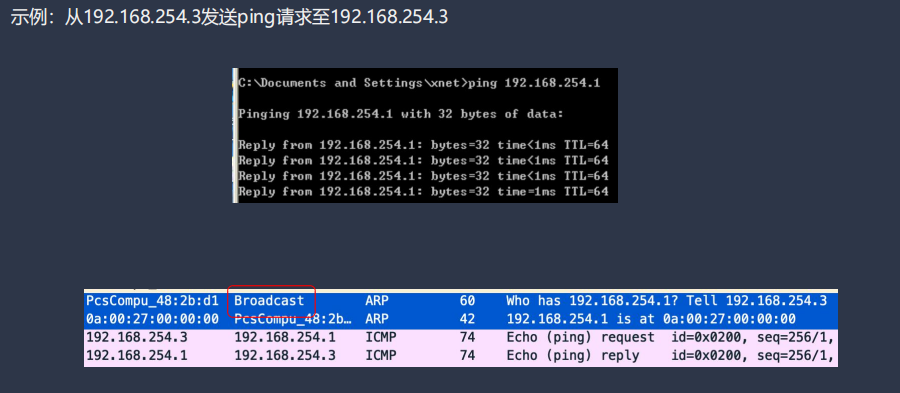 示例：从192.168.254.3发送ping请求至192.168.254.3
C:\Documents and Settings\xnet>ping 192.168.254.1
Pinging 192.168.254.1 with 32 bytes of data:
Reply from 192.168.254.1: bytes=32 time<1ms TTL=64
Reply from 192.168.254.1: bytes=32 time<1ms TTL=64
Reply from 192.168.254.1: bytes=32 time<1ms TTL=64
Reply from 192.168.254.1: bytes=32 time=1ms TTL=64
PcsCompu_48:2b:d1 Broadcast ARP 60 Who has 192.168.254.1? Tell 192.168.254.3
0a:00:27:00:00:00 PcsCompu_48:2b… ARP 42 192.168.254.1 is at 0a:00:27:00:00:00
192.168.254.3 192.168.254.1 ICMP 74 Echo (ping) request id=0x0200, seq=256/1,
192.168.254.1 192.168.254.3 ICMP 74 Echo (ping) reply id=0x0200, seq=256/1,